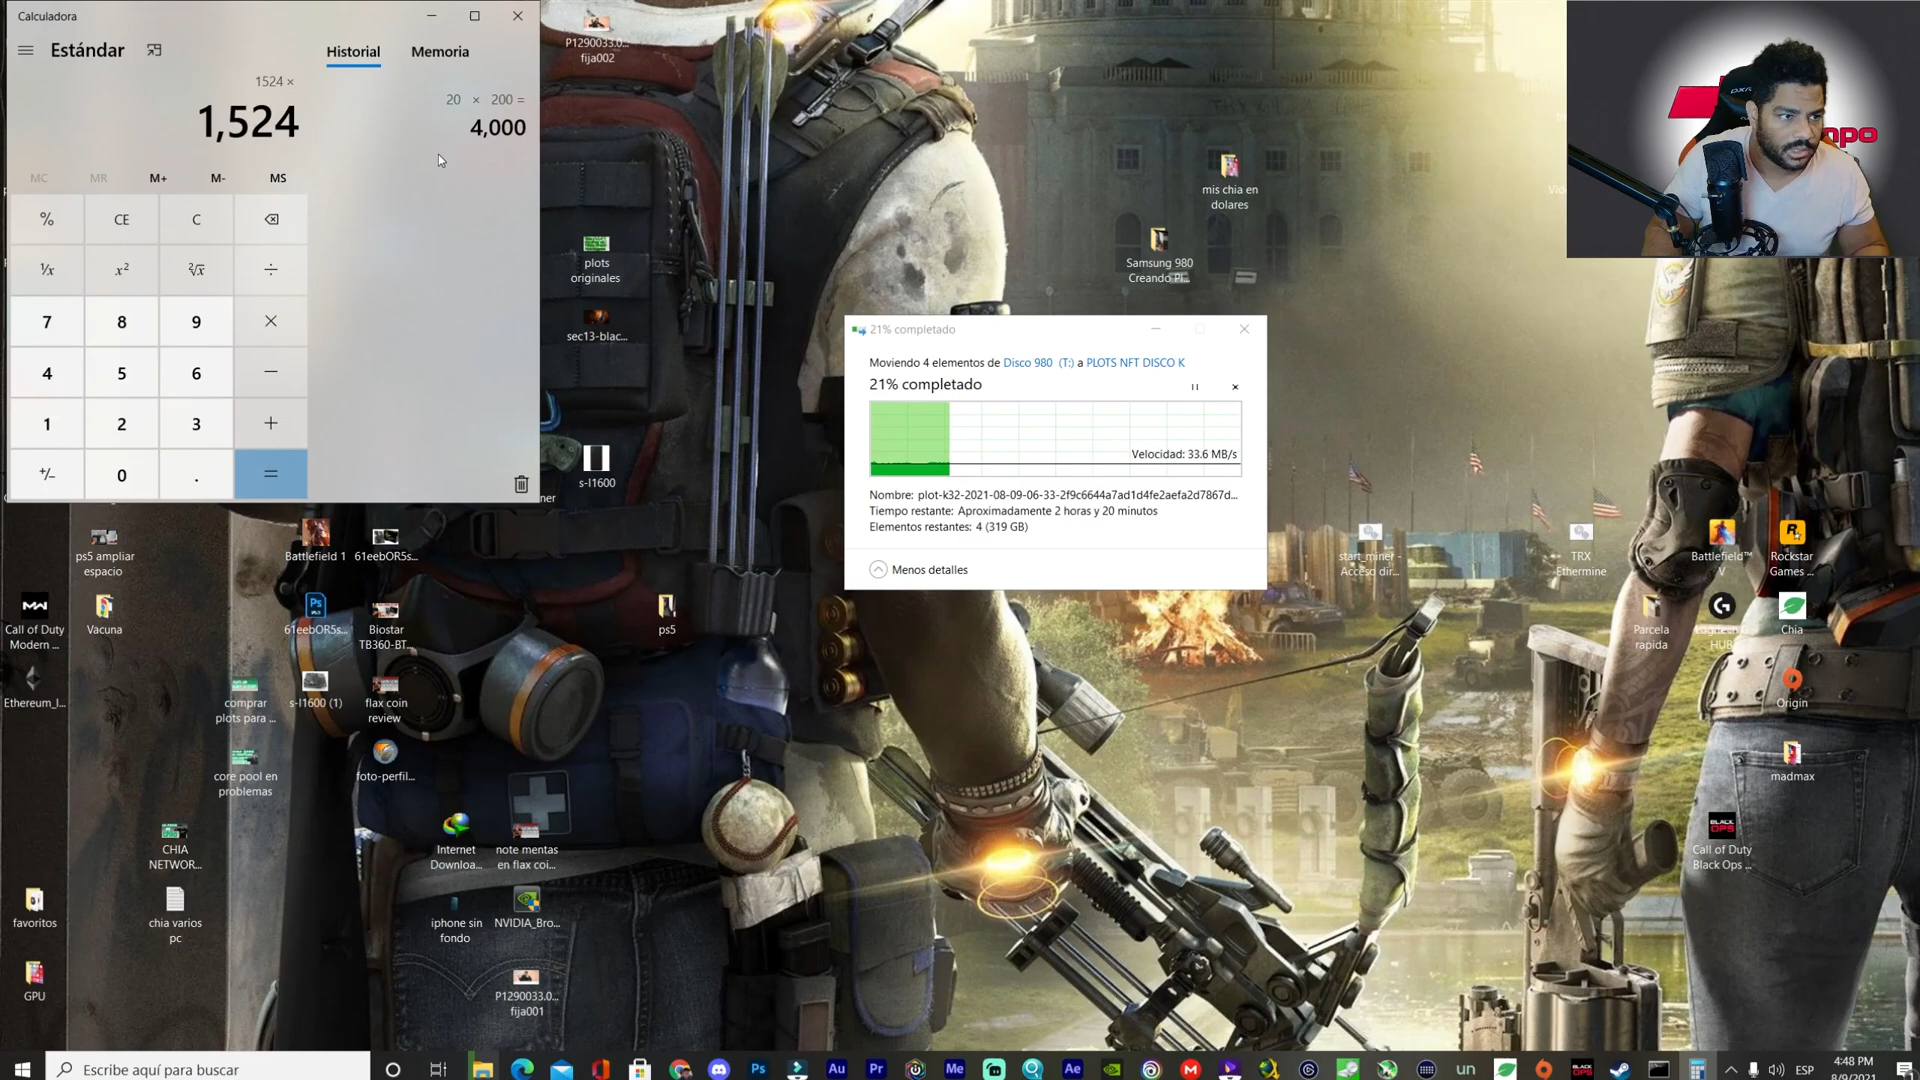 Calculadora
Estándar
Historial
Memoria
1524 ×
1,524
20 × 200 =
4,000
MC MR M+ M- MS
% CE C
7 8 9 ×
4 5 6 −
1 2 3 +
+/− 0 . =
P1290033.0...
fija002
mis chia en
dolares
plots
originales
Samsung 980
Creando Pl...
sec13-blac...
s-l1600
21% completado
Moviendo 4 elementos de Disco 980 (T:) a PLOTS NFT DISCO K
21% completado
Velocidad: 33.6 MB/s
Nombre: plot-k32-2021-08-09-06-33-2f9c6644a7ad1d4fe2aefa2d7867d...
Tiempo restante: Aproximadamente 2 horas y 20 minutos
Elementos restantes: 4 (319 GB)
Menos detalles
ps5 ampliar
espacio
Battlefield 1
61eebOR5s...
start_miner -
Acceso dir...
TRX
Ethermine
Battlefield™
V
Rockstar
Games ...
Call of Duty
Modern ...
Vacuna
61eebOR5s...
Biostar
TB360-BT...
ps5
Parcela
rapida
Chia
Ethereum_l...
comprar
plots para ...
s-l1600 (1)
flax coin
review
Origin
core pool en
problemas
foto-perfil...
madmax
CHIA
NETWOR...
Internet
Downloa...
note mentas
en flax coi...
BLACK
OPS
Call of Duty
Black Ops ...
favoritos
chia varios
pc
iphone sin
fondo
NVIDIA_Bro...
GPU
P1290033.0...
fija001
Escribe aquí para buscar
ESP
4:48 PM
8/9/2021